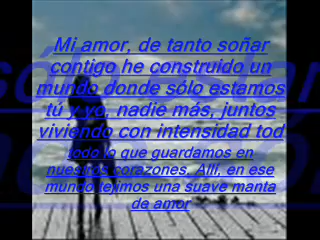 Mi amor, de tanto soñar
contigo he construido un
mundo donde sólo estamos
tú y yo, nadie más, juntos
viviendo con intensidad tod
todo lo que guardamos en
nuestros corazones. Allí, en ese
mundo tejimos una suave manta
de amor